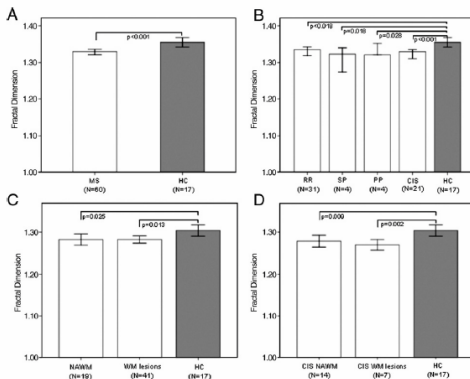 A
Fractal Dimension
1.40
1.30
1.20
1.10
1.00
p<0.001
MS
(N=60)
HC
(N=17)
B
Fractal Dimension
1.40
1.30
1.20
1.10
1.00
p<0.018
p=0.018
p=0.028
p<0.001
RR
(N=31)
SP
(N=4)
PP
(N=4)
CIS
(N=21)
HC
(N=17)
C
Fractal Dimension
1.30
1.20
1.10
1.00
p=0.025
p=0.013
NAWM
(N=19)
WM lesions
(N=41)
HC
(N=17)
D
Fractal Dimension
1.30
1.20
1.10
1.00
p=0.009
p=0.002
CIS NAWM
(N=14)
CIS WM lesions
(N=7)
HC
(N=17)